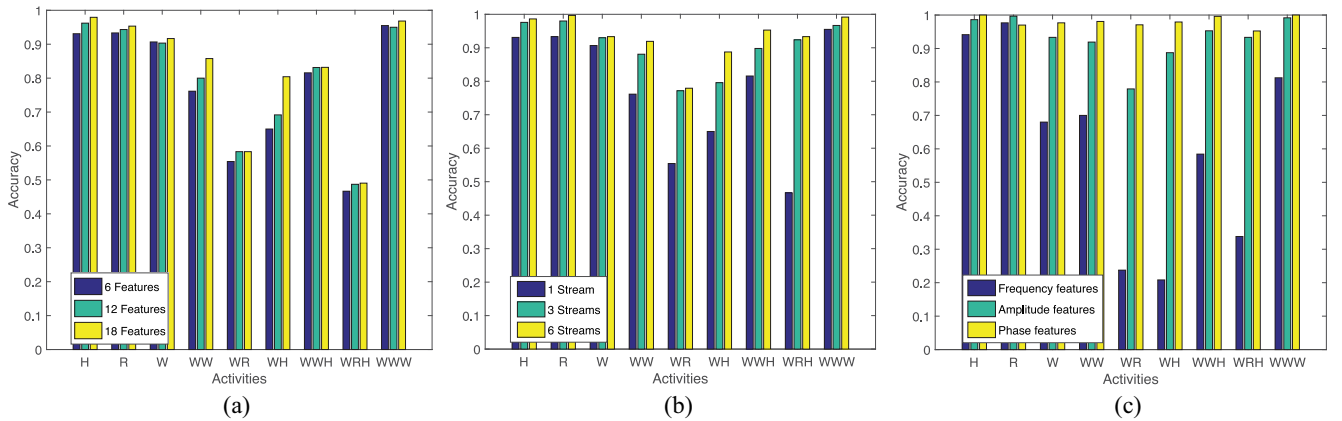 1
0.9
0.8
0.7
0.6
0.5
0.4
0.3
0.2
0.1
0
Accuracy
6 Features
12 Features
18 Features
H R W WW WR WH WWH WRH WWW
Activities
(a)
1
0.9
0.8
0.7
0.6
0.5
0.4
0.3
0.2
0.1
0
Accuracy
1 Stream
3 Streams
6 Streams
H R W WW WR WH WWH WRH WWW
Activities
(b)
1
0.9
0.8
0.7
0.6
0.5
0.4
0.3
0.2
0.1
0
Accuracy
Frequency features
Amplitude features
Phase features
H R W WW WR WH WWH WRH WWW
Activities
(c)